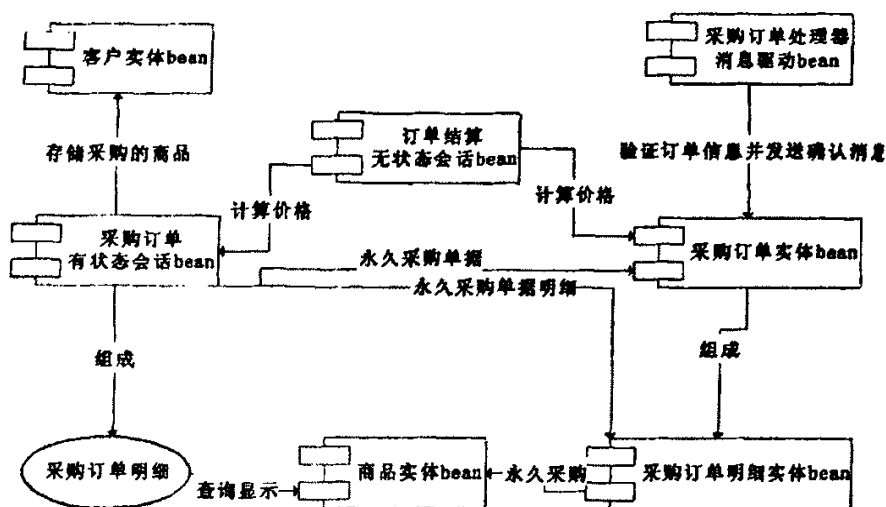 客户实体bean
采购订单处理器
消息驱动bean
订单结算
无状态会话bean
存储采购的商品
验证订单信息并发送确认消息
计算价格
计算价格
采购订单
有状态会话bean
采购订单实体bean
永久采购单据
永久采购单据明细
组成
组成
采购订单明细
查询显示
商品实体bean
永久采购
采购订单明细实体bean